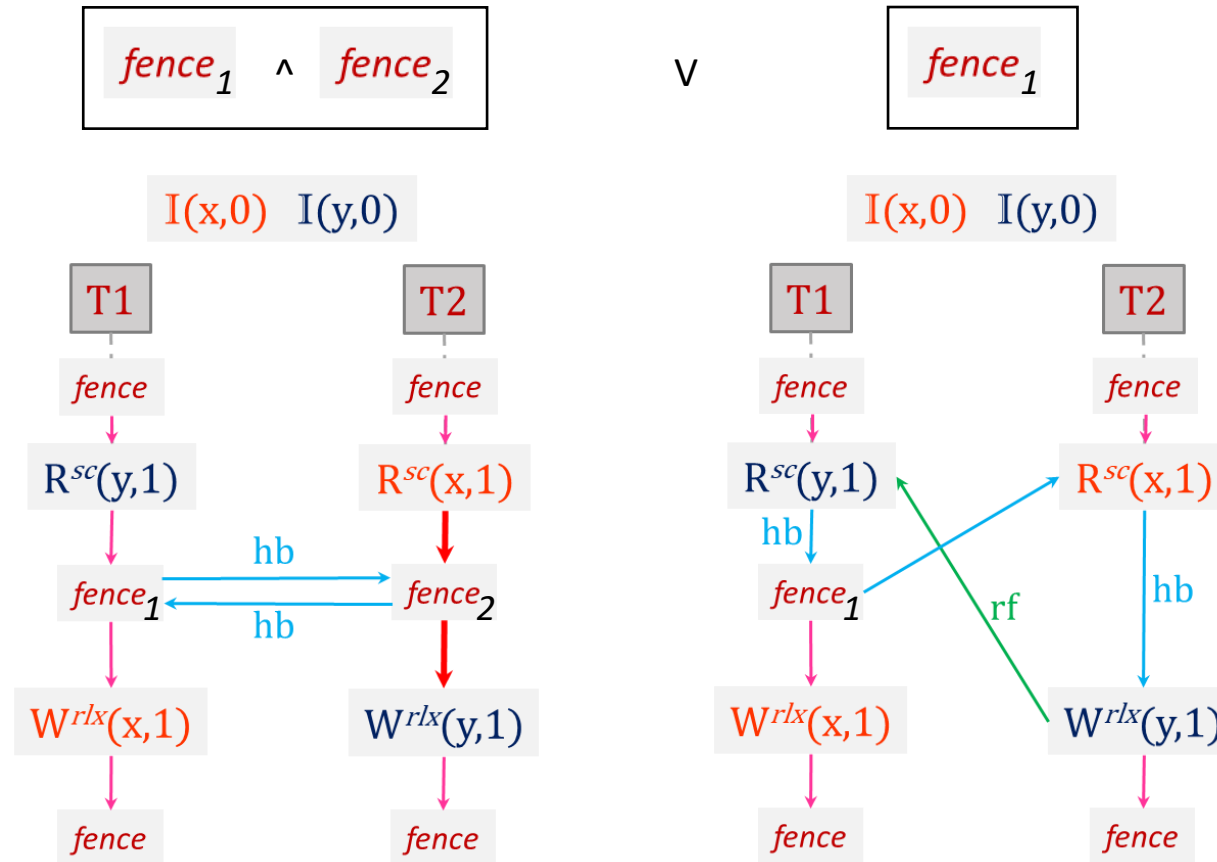 fence1 ∧ fence2 ∨ fence1
𝕀(x,0) 𝕀(y,0) 𝕀(x,0) 𝕀(y,0)
T1 T2 T1 T2
fence fence fence fence
Rsc(y,1) Rsc(x,1) Rsc(y,1) Rsc(x,1)
hb hb
fence1 fence2 fence1 hb
hb rf
Wrlx(x,1) Wrlx(y,1) Wrlx(x,1) Wrlx(y,1)
fence fence fence fence